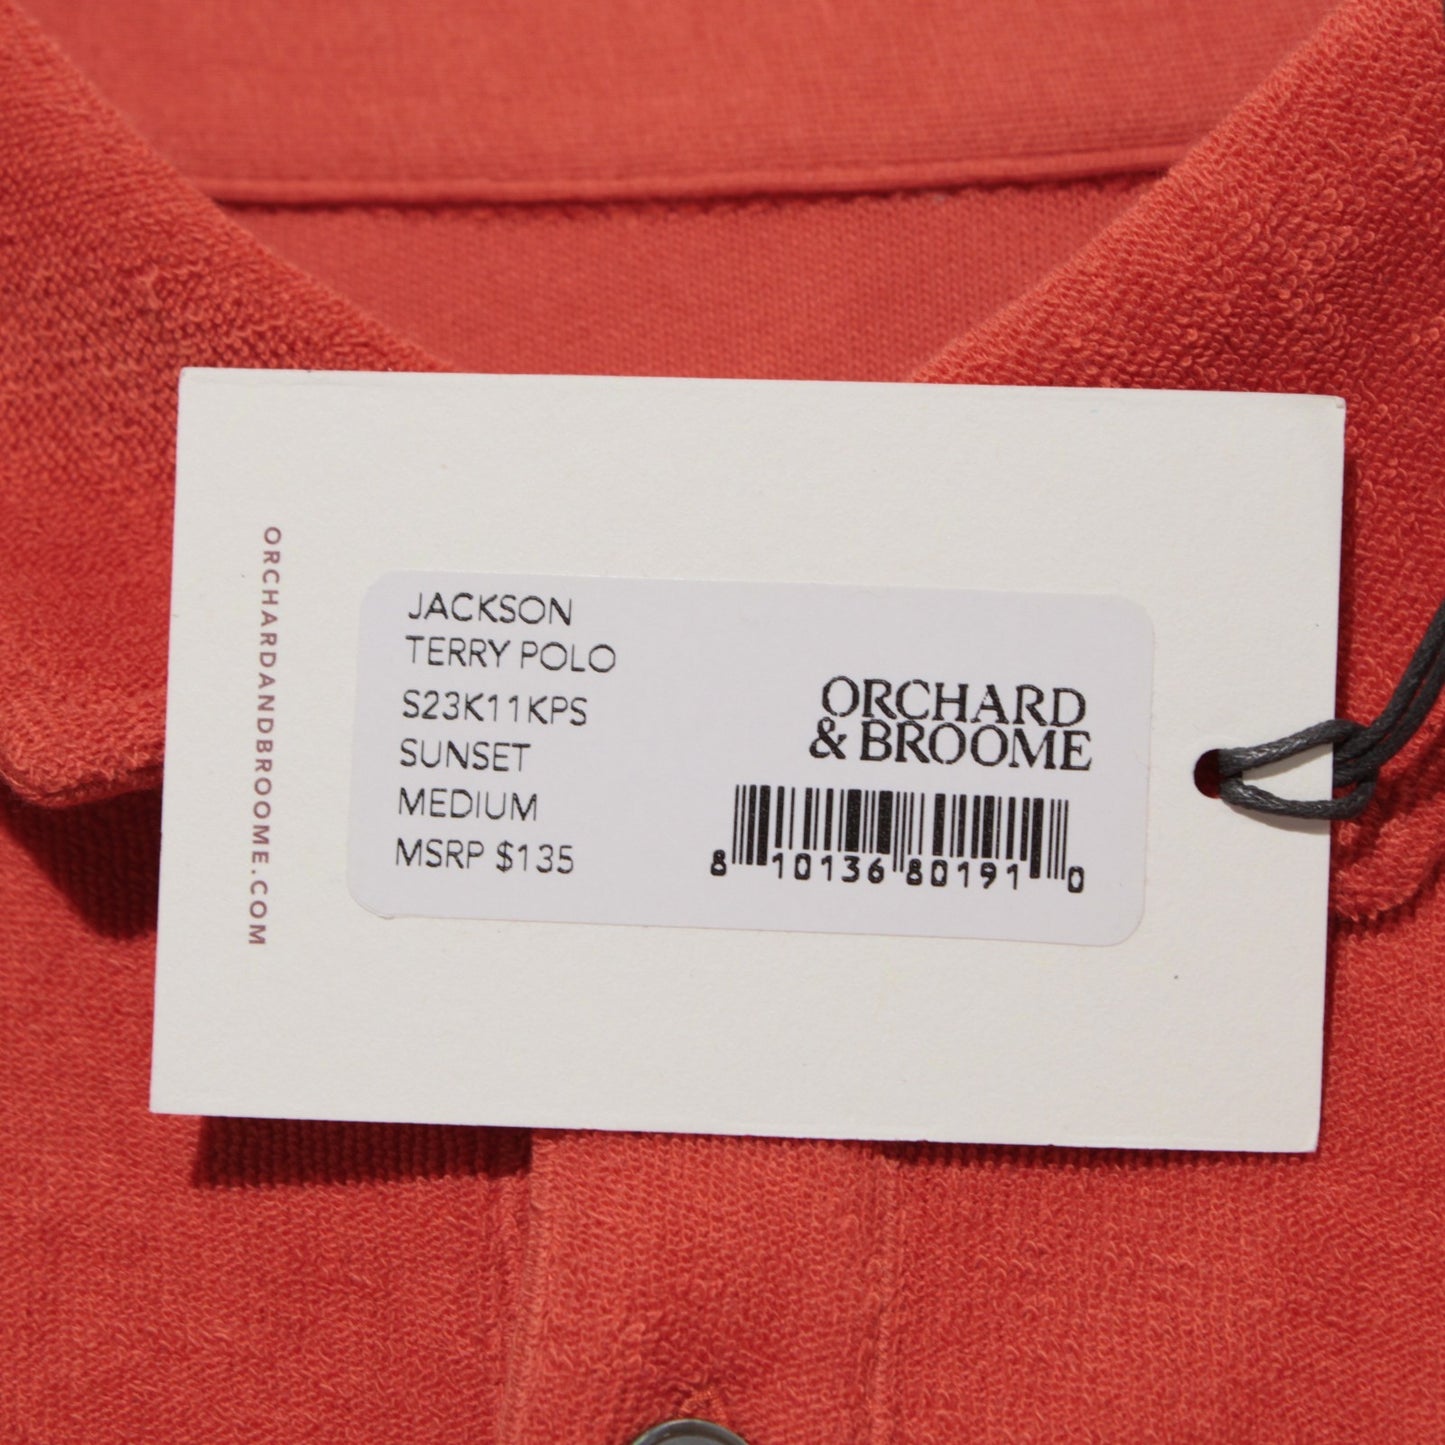 ORCHARDANDBROOME.COM
JACKSON
TERRY POLO
S23K11KPS
SUNSET
MEDIUM
MSRP $135
ORCHARD
& BROOME
8 10136 80191 0